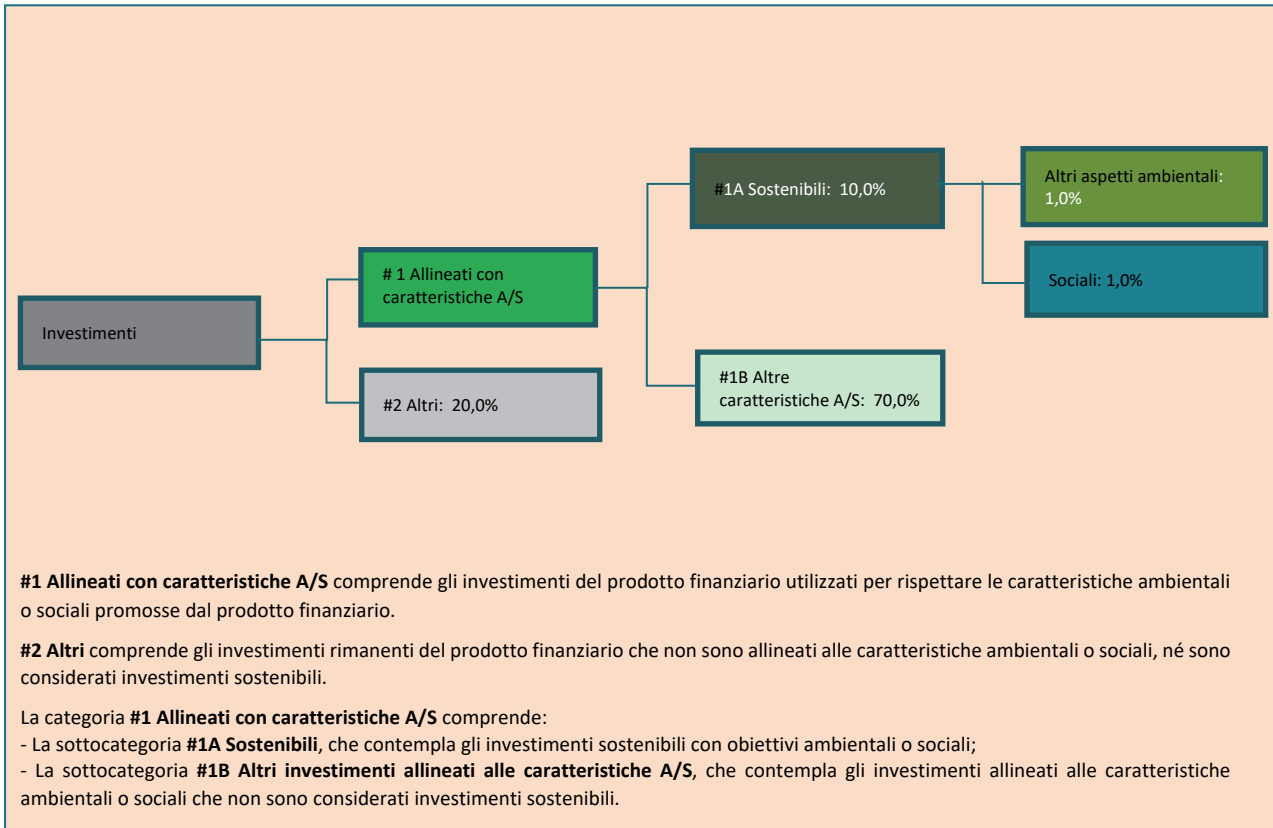 #1A Sostenibili: 10,0%
Altri aspetti ambientali:
1,0%
# 1 Allineati con
caratteristiche A/S
Sociali: 1,0%
Investimenti
#2 Altri: 20,0%
#1B Altre
caratteristiche A/S: 70,0%
#1 Allineati con caratteristiche A/S comprende gli investimenti del prodotto finanziario utilizzati per rispettare le caratteristiche ambientali
o sociali promosse dal prodotto finanziario.
#2 Altri comprende gli investimenti rimanenti del prodotto finanziario che non sono allineati alle caratteristiche ambientali o sociali, né sono
considerati investimenti sostenibili.
La categoria #1 Allineati con caratteristiche A/S comprende:
- La sottocategoria #1A Sostenibili, che contempla gli investimenti sostenibili con obiettivi ambientali o sociali;
- La sottocategoria #1B Altri investimenti allineati alle caratteristiche A/S, che contempla gli investimenti allineati alle caratteristiche
ambientali o sociali che non sono considerati investimenti sostenibili.